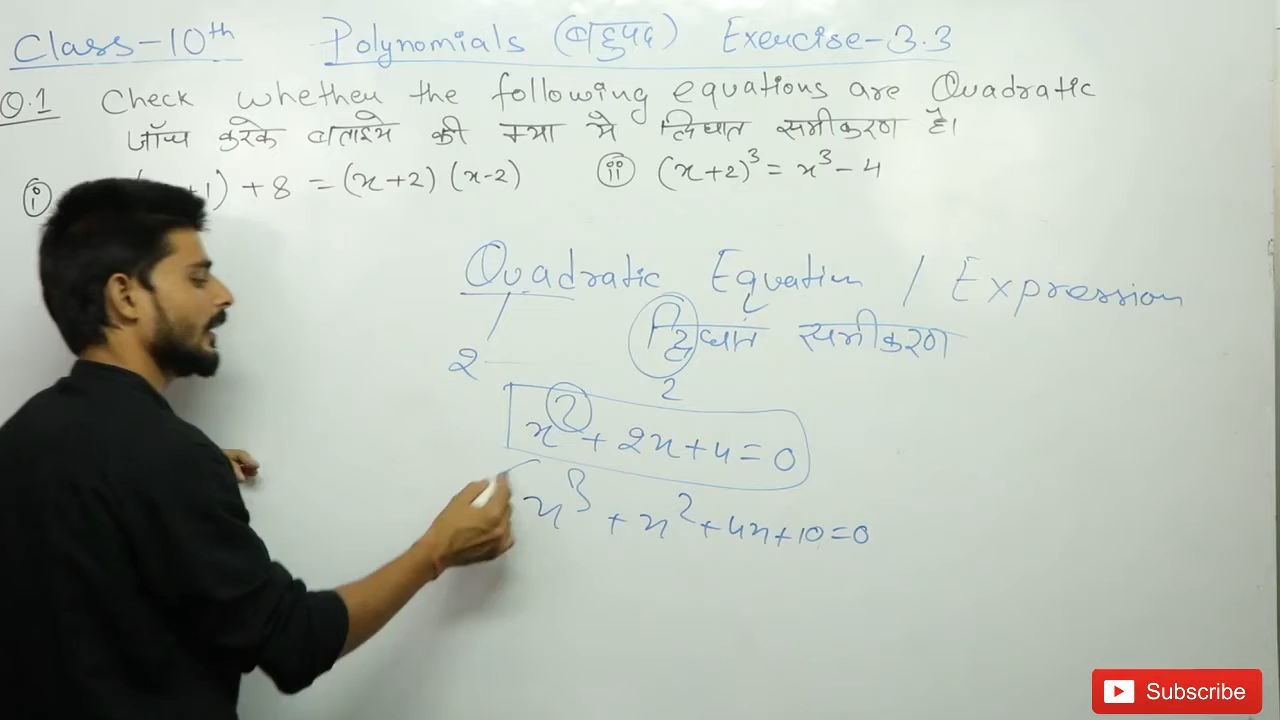 Class-10th Polynomials (बहुपद) Exercise-3.3
Q.1 Check whether the following equations are Quadratic
जाँच करके बताइये की क्या ये द्विघात समीकरण है।
(i) +1) + 8 = (x+2) (x-2) (ii) (x+2)³ = x³ - 4
Quadratic Equation / Expression
द्विघात समीकरण
2
2
x² + 2x + 4 = 0
x³ + x² + 4x + 10 = 0
Subscribe